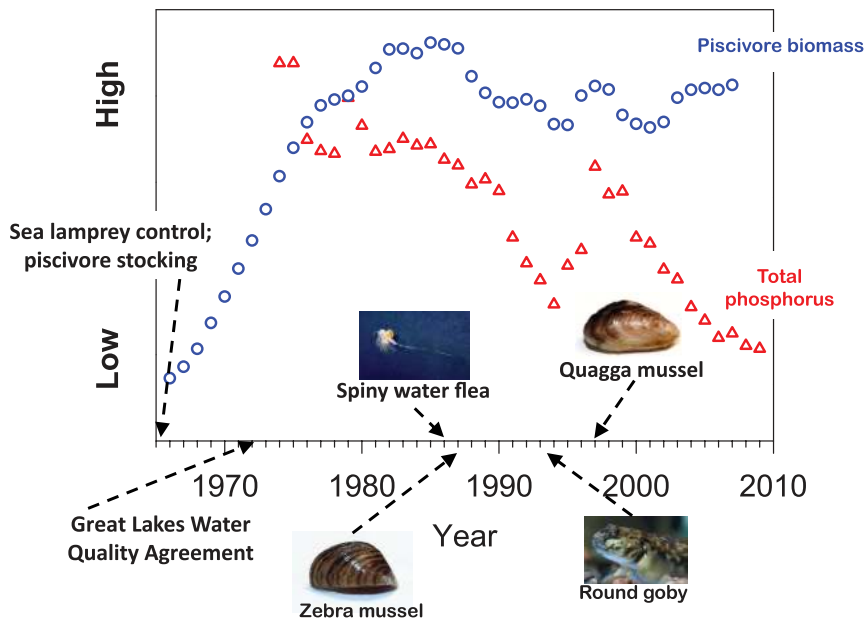 High
Low
Piscivore biomass
Sea lamprey control;
piscivore stocking
Total
phosphorus
Spiny water flea
Quagga mussel
1970
1980
1990
2000
2010
Year
Great Lakes Water
Quality Agreement
Zebra mussel
Round goby